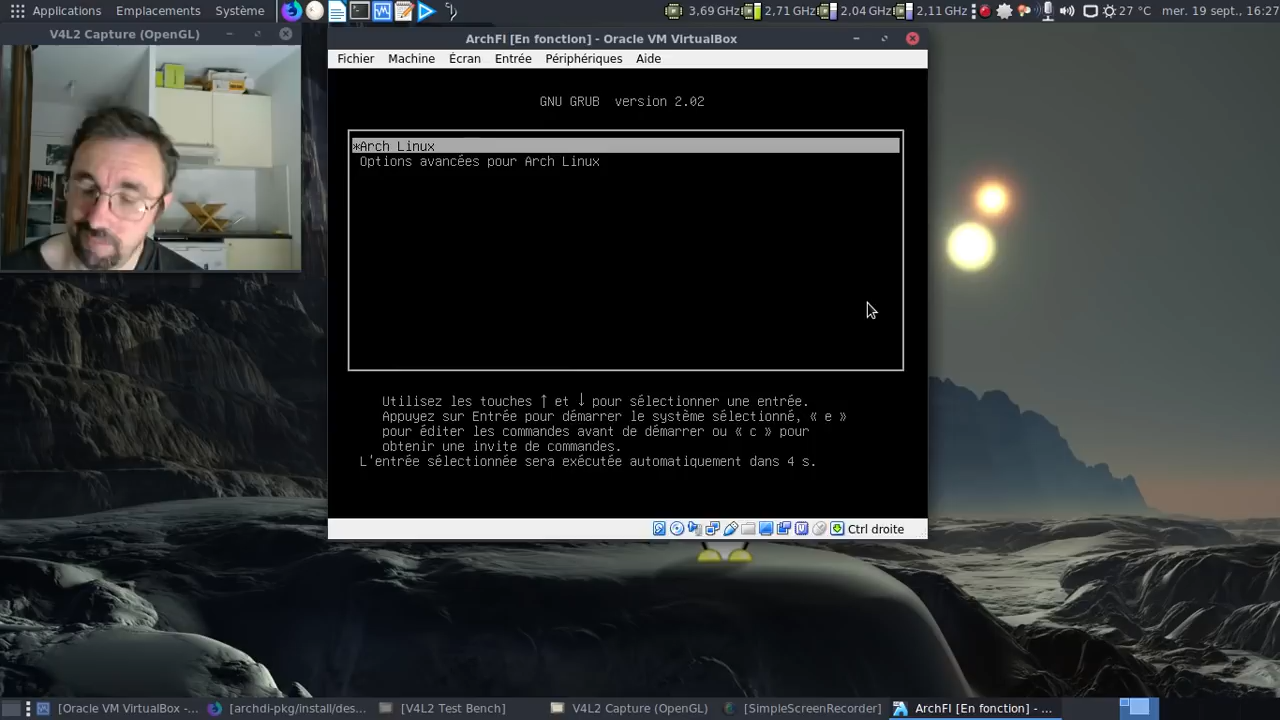 Applications Emplacements Système 3,69 GHz 2,71 GHz 2,04 GHz 2,11 GHz 27 °C mer. 19 sept., 16:27
V4L2 Capture (OpenGL)
ArchFI [En fonction] - Oracle VM VirtualBox
Fichier Machine Écran Entrée Périphériques Aide
GNU GRUB version 2.02
*Arch Linux
Options avancées pour Arch Linux
Utilisez les touches ↑ et ↓ pour sélectionner une entrée.
Appuyez sur Entrée pour démarrer le système sélectionné, « e »
pour éditer les commandes avant de démarrer ou « c » pour
obtenir une invite de commandes.
L'entrée sélectionnée sera exécutée automatiquement dans 4 s.
Ctrl droite
[Oracle VM VirtualBox -... [archdi-pkg/install/des... [V4L2 Test Bench] V4L2 Capture (OpenGL) [SimpleScreenRecorder] ArchFI [En fonction] - ...